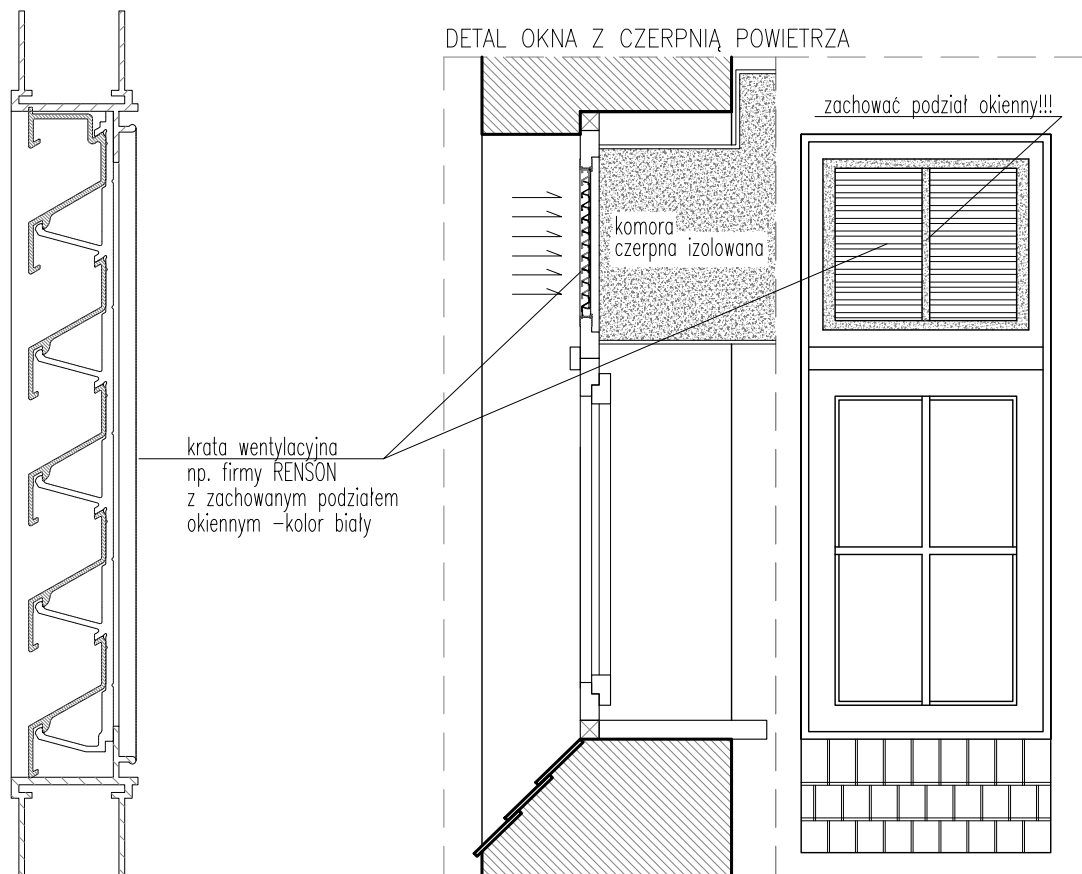 DETAL OKNA Z CZERPNIĄ POWIETRZA
zachować podział okienny!!!
komora
czerpna izolowana
krata wentylacyjna
np. firmy RENSON
z zachowanym podziałem
okiennym –kolor biały